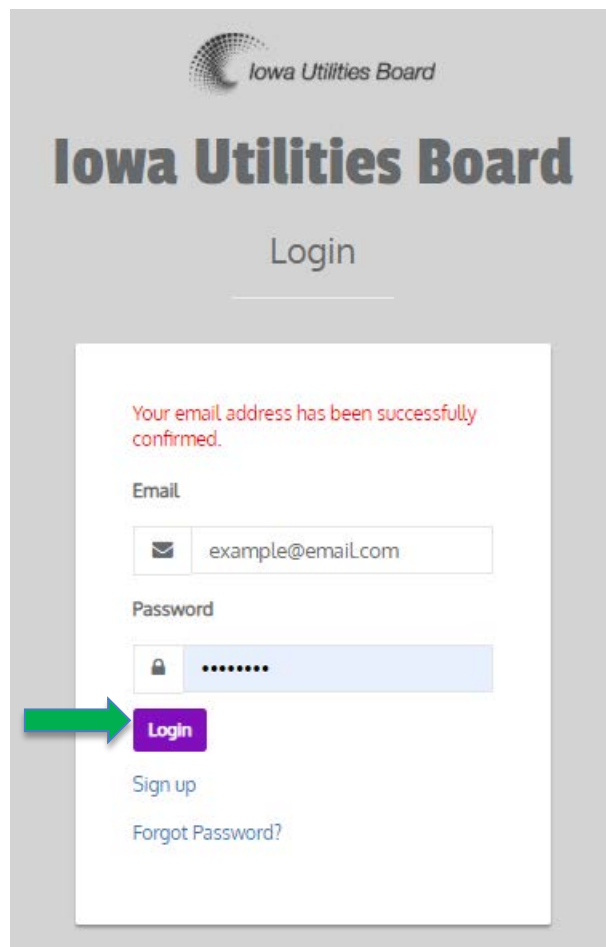 Iowa Utilities Board
Iowa Utilities Board
Login
Your email address has been successfully
confirmed.
Email
example@email.com
Password
••••••••
Login
Sign up
Forgot Password?